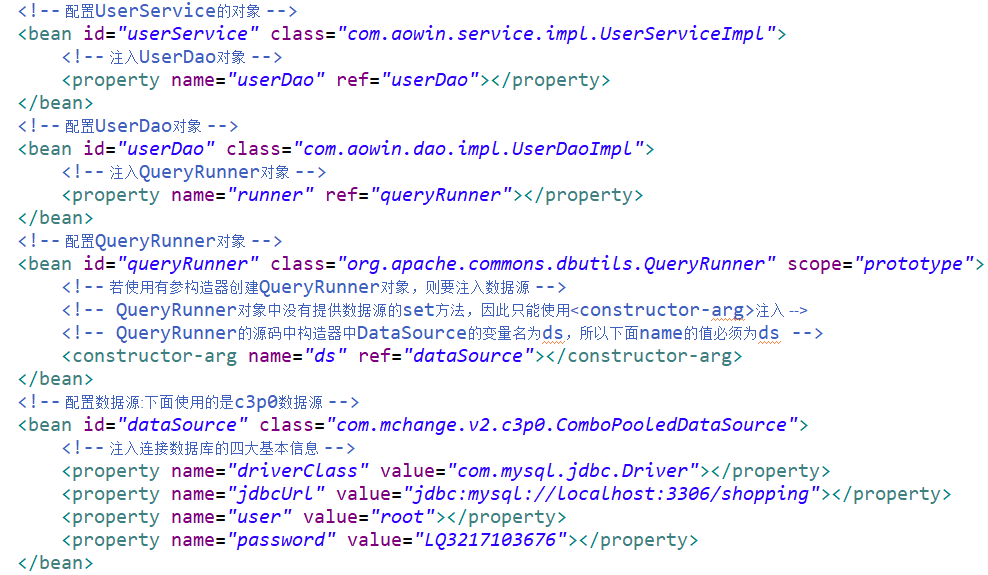 <!-- 配置UserService的对象 -->
<bean id="userService" class="com.aowin.service.impl.UserServiceImpl">
<!-- 注入UserDao对象 -->
<property name="userDao" ref="userDao"></property>
</bean>
<!-- 配置UserDao对象 -->
<bean id="userDao" class="com.aowin.dao.impl.UserDaoImpl">
<!-- 注入QueryRunner对象 -->
<property name="runner" ref="queryRunner"></property>
</bean>
<!-- 配置QueryRunner对象 -->
<bean id="queryRunner" class="org.apache.commons.dbutils.QueryRunner" scope="prototype">
<!-- 若使用有参构造器创建QueryRunner对象，则要注入数据源 -->
<!-- QueryRunner对象中没有提供数据源的set方法，因此只能使用<constructor-arg>注入 -->
<!-- QueryRunner的源码中构造器中DataSource的变量名为ds，所以下面name的值必须为ds -->
<constructor-arg name="ds" ref="dataSource"></constructor-arg>
</bean>
<!-- 配置数据源:下面使用的是c3p0数据源 -->
<bean id="dataSource" class="com.mchange.v2.c3p0.ComboPooledDataSource">
<!-- 注入连接数据库的四大基本信息 -->
<property name="driverClass" value="com.mysql.jdbc.Driver"></property>
<property name="jdbcUrl" value="jdbc:mysql://localhost:3306/shopping"></property>
<property name="user" value="root"></property>
<property name="password" value="LQ3217103676"></property>
</bean>